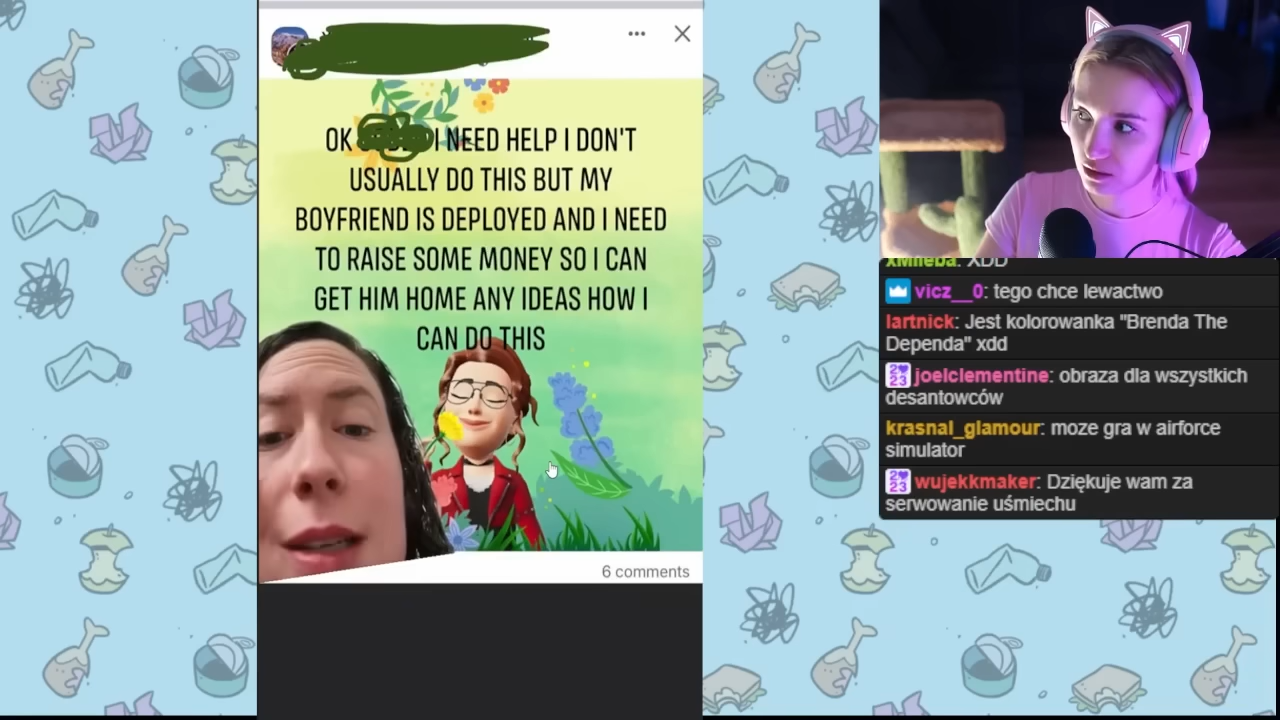 OK I NEED HELP I DON'T
USUALLY DO THIS BUT MY
BOYFRIEND IS DEPLOYED AND I NEED
TO RAISE SOME MONEY SO I CAN
GET HIM HOME ANY IDEAS HOW I
CAN DO THIS
6 comments
xMileba: XDD
vicz__0: tego chce lewactwo
lartnick: Jest kolorowanka "Brenda The
Dependa" xdd
joelclementine: obraza dla wszystkich
desantowców
krasnal_glamour: moze gra w airforce
simulator
wujekkmaker: Dziękuje wam za
serwowanie uśmiechu